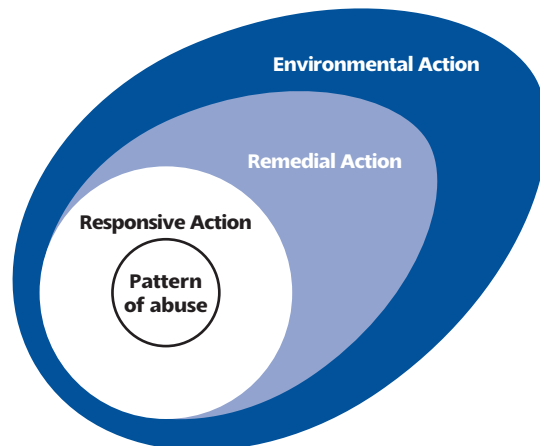 Environmental Action
Remedial Action
Responsive Action
Pattern
of abuse